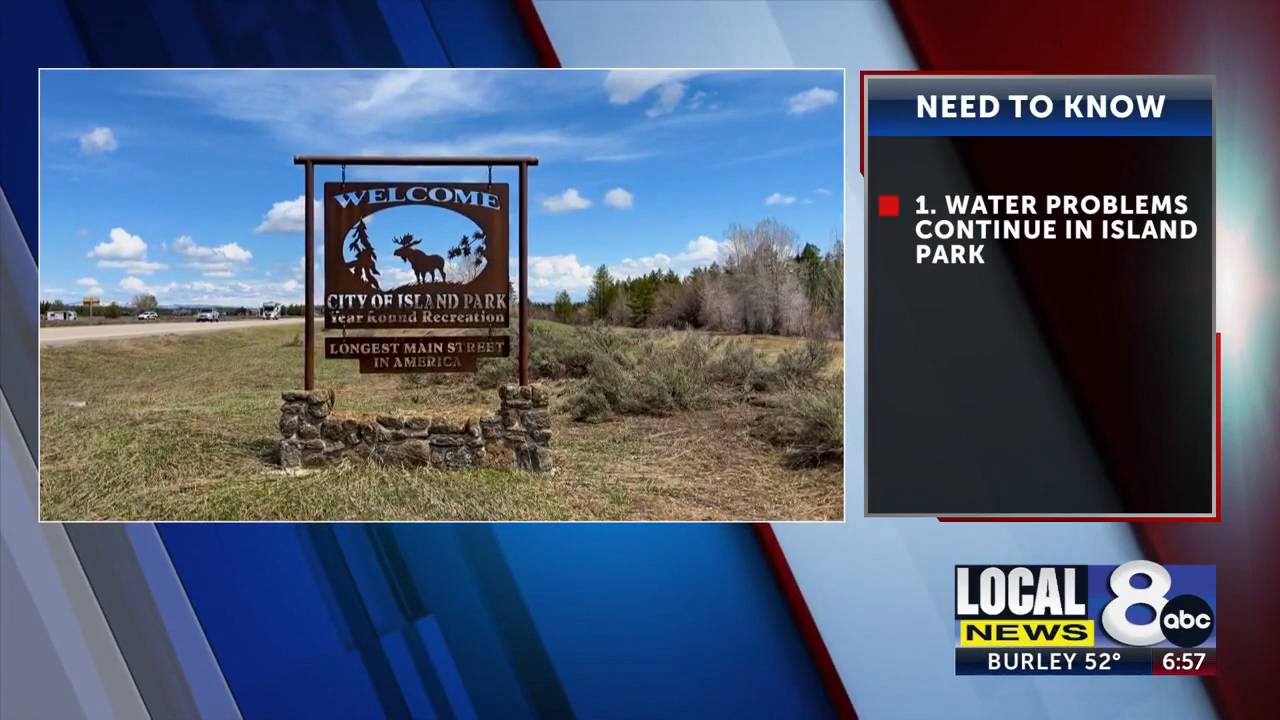 WELCOME
CITY OF ISLAND PARK
Year Round Recreation
LONGEST MAIN STREET
IN AMERICA
NEED TO KNOW
1. WATER PROBLEMS
CONTINUE IN ISLAND
PARK
LOCAL
NEWS
8
abc
BURLEY 52°
6:57